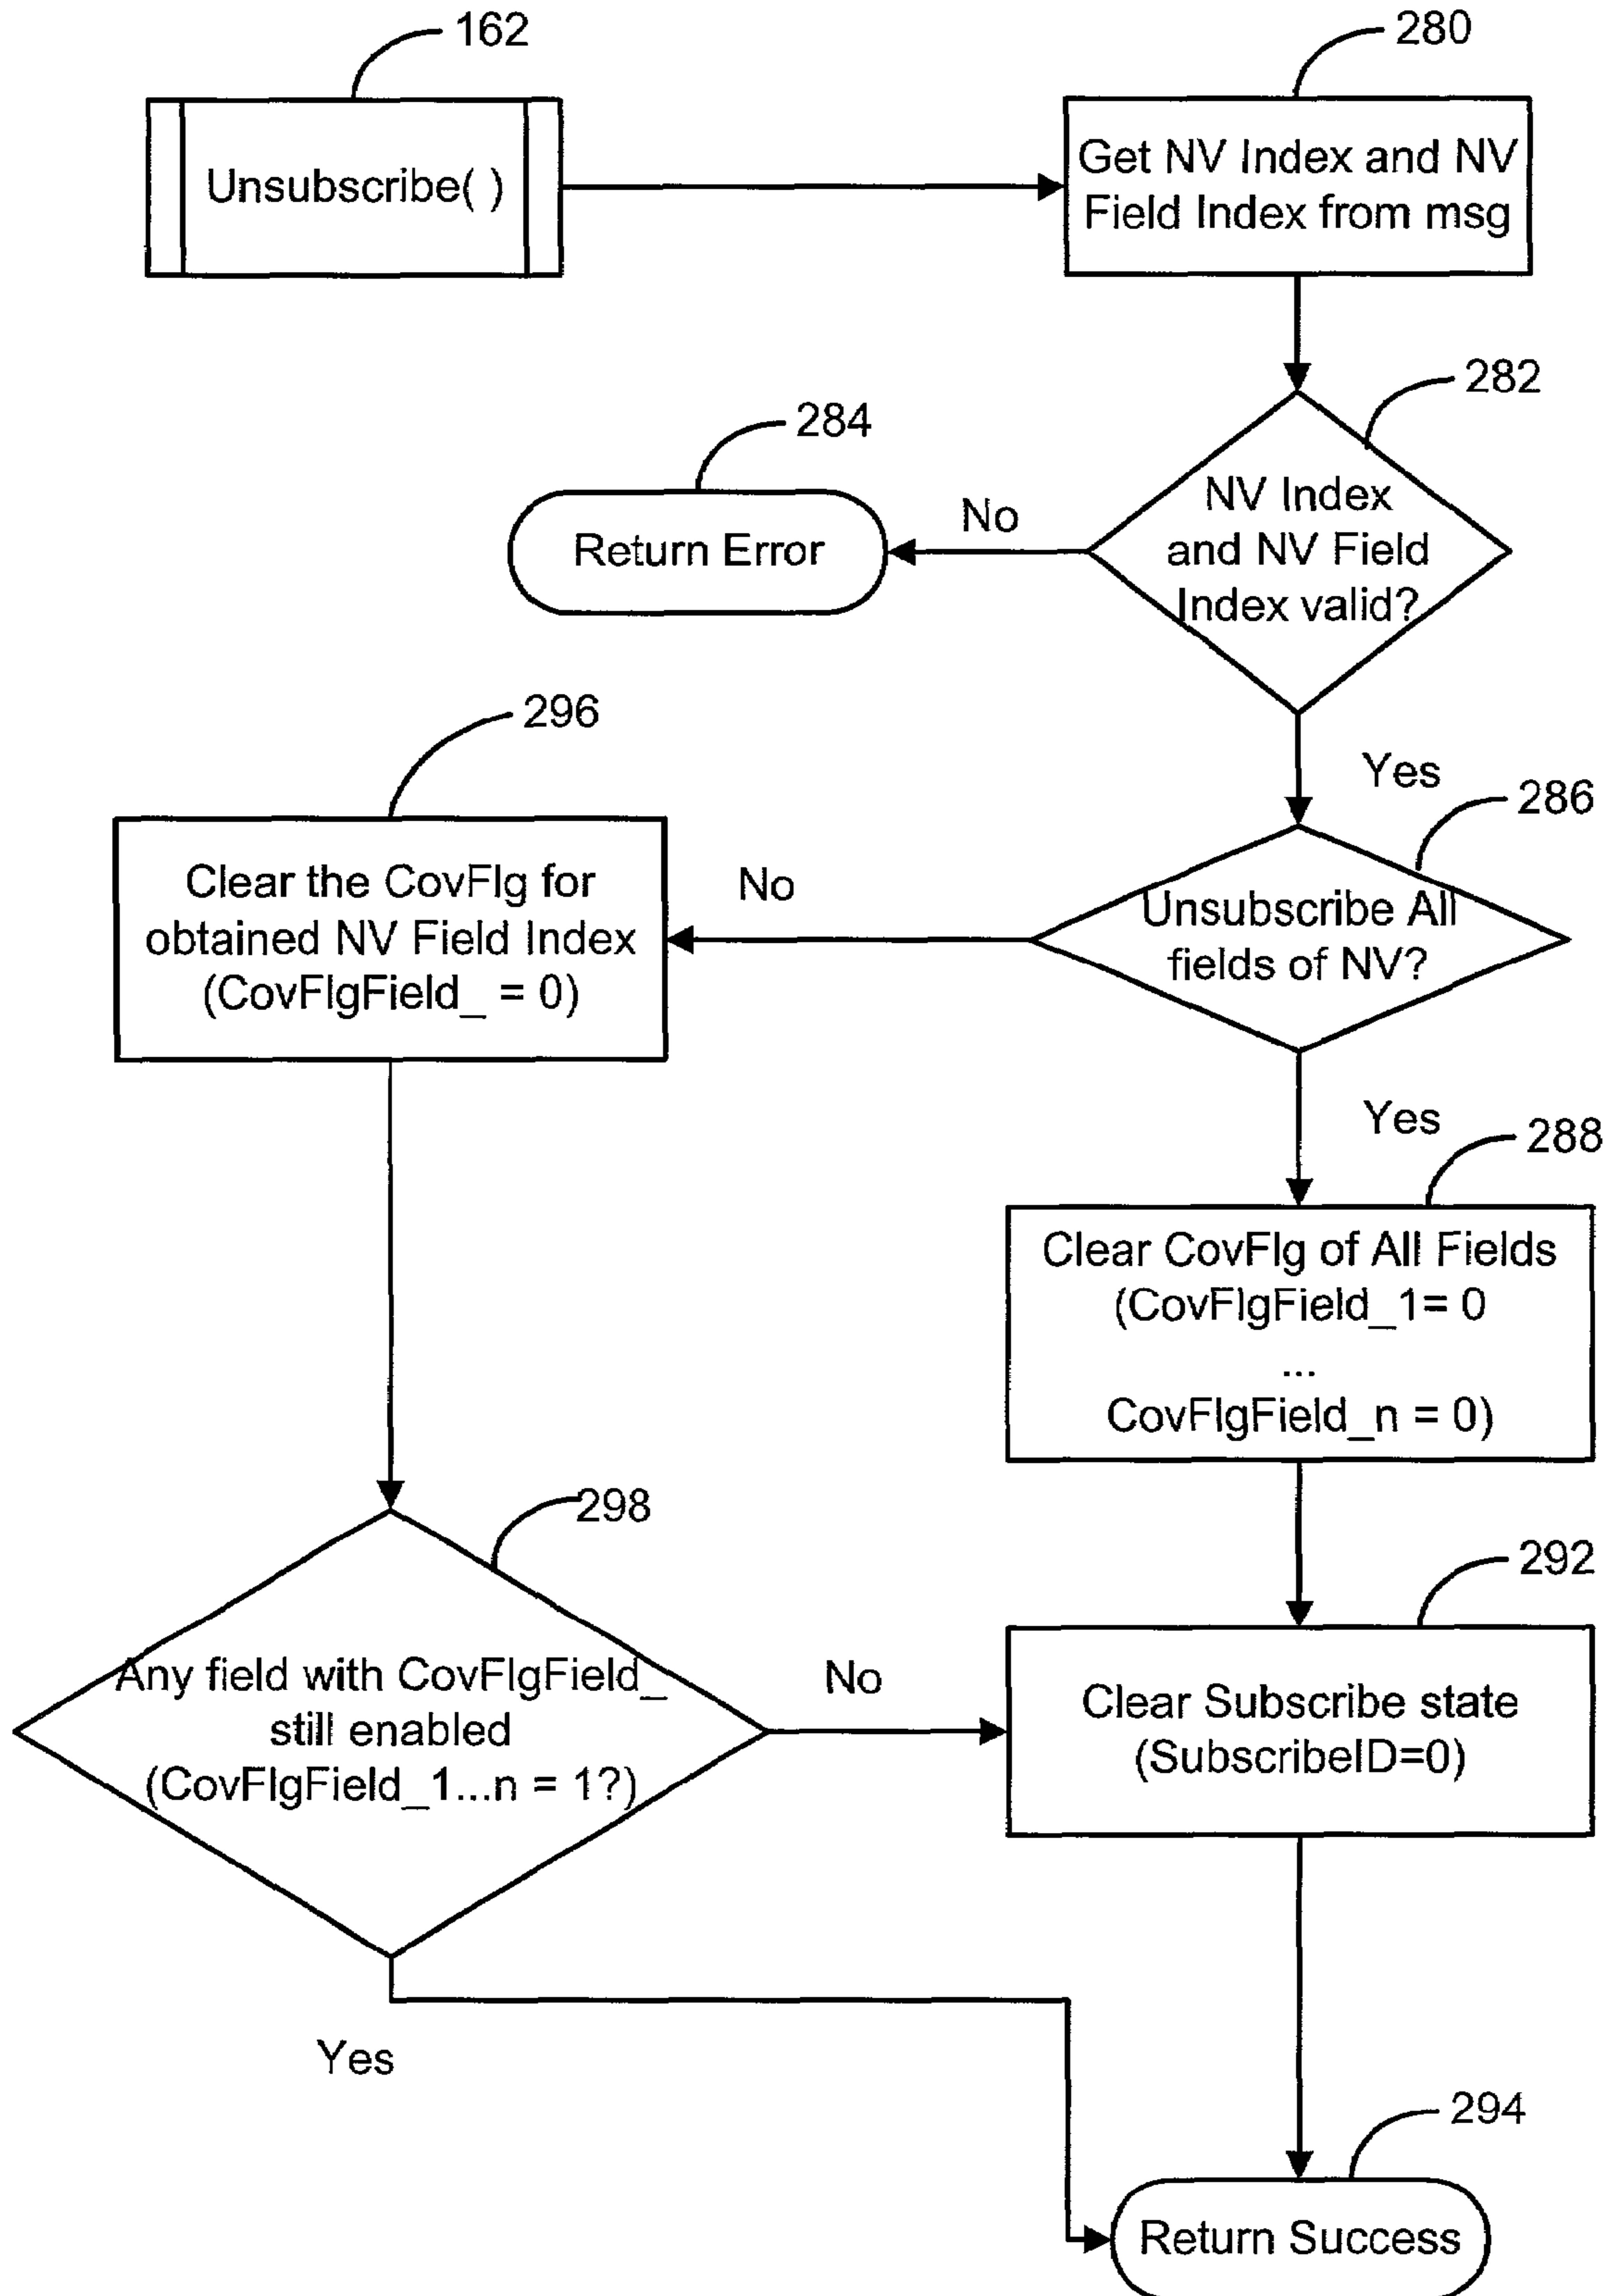 162
280
Unsubscribe( )
Get NV Index and NV
Field Index from msg
282
284
NV Index
and NV Field
Index valid?
No
Return Error
Yes
296
286
Clear the CovFlg for
obtained NV Field Index
(CovFlgField_ = 0)
No
Unsubscribe All
fields of NV?
Yes
288
Clear CovFlg of All Fields
(CovFlgField_1= 0
...
CovFlgField_n = 0)
298
292
Any field with CovFlgField_
still enabled
(CovFlgField_1...n = 1?)
No
Clear Subscribe state
(SubscribeID=0)
Yes
294
Return Success